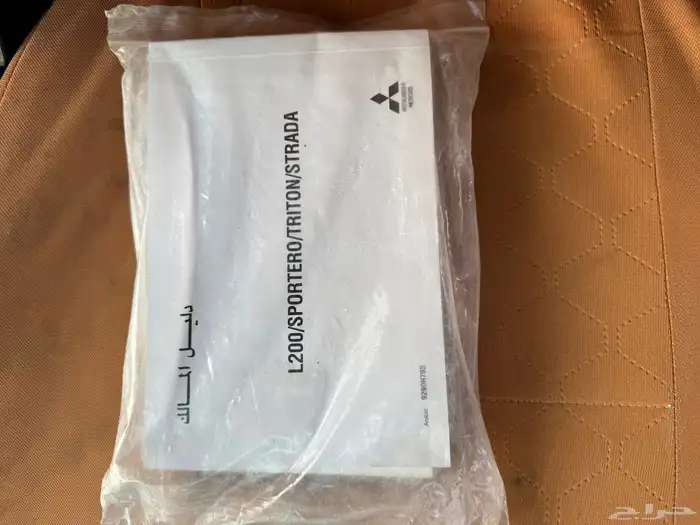 MITSUBISHI
MOTORS
L200/SPORTERO/TRITON/STRADA
دليل المالك
Arabic
حراج